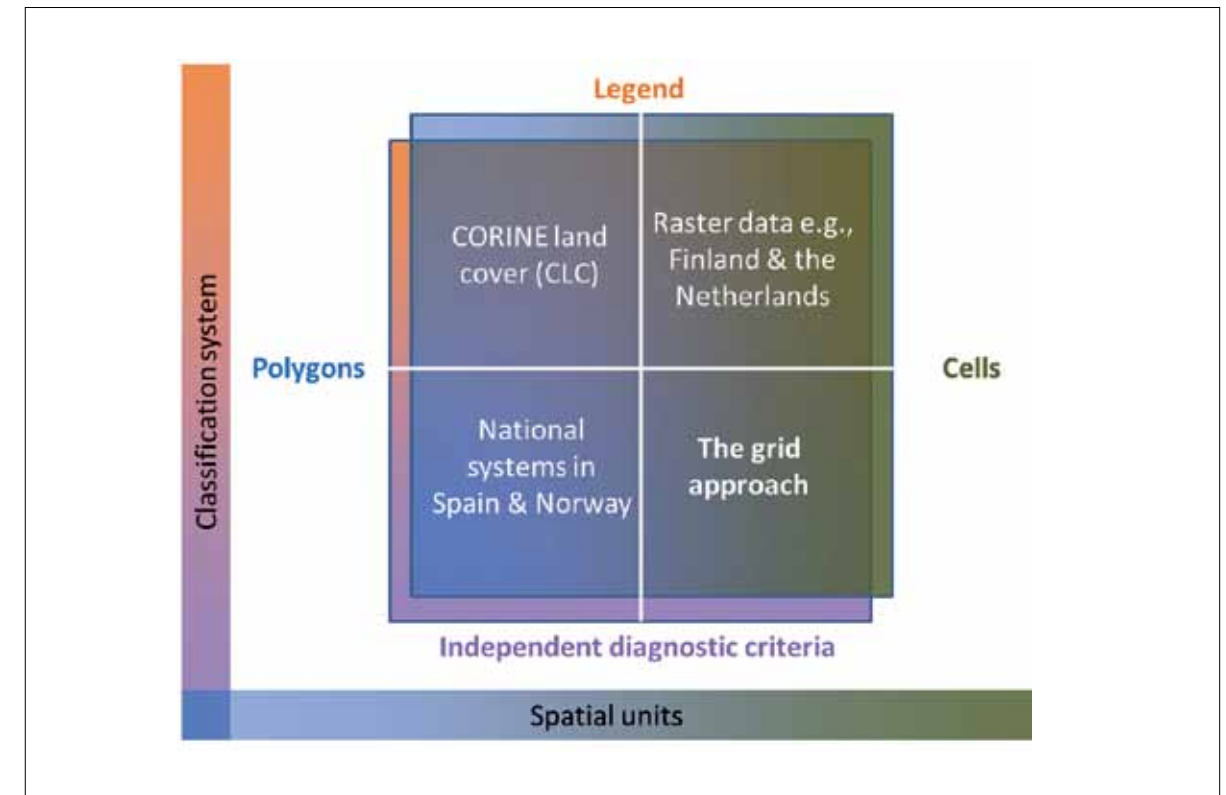 Legend
CORINE land
cover (CLC)
Raster data e.g.,
Finland & the
Netherlands
Classification system
Polygons
Cells
National
systems in
Spain & Norway
The grid
approach
Independent diagnostic criteria
Spatial units